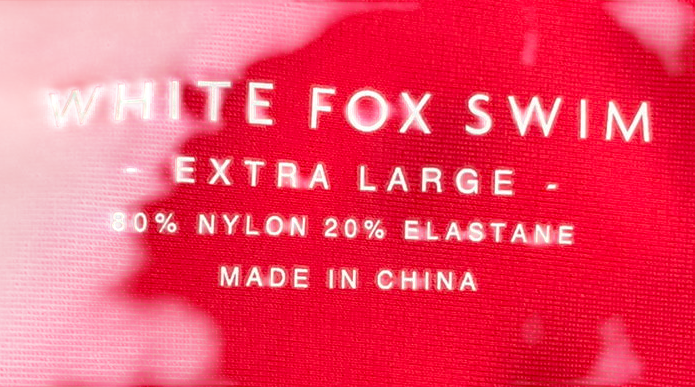 WHITE FOX SWIM
- EXTRA LARGE -
80% NYLON 20% ELASTANE
MADE IN CHINA